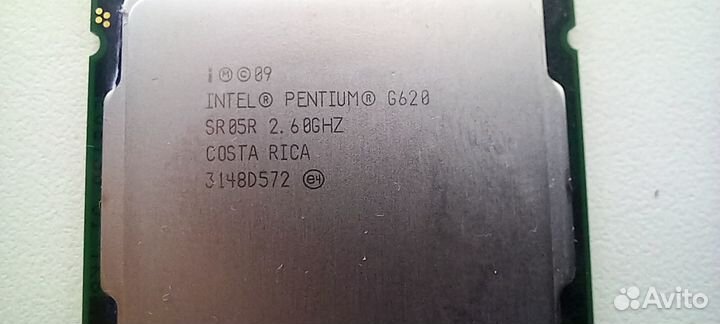 i Ⓜ © 09
INTEL® PENTIUM® G620
SR05R 2.60GHZ
COSTA RICA
3148D572 e4
Avito